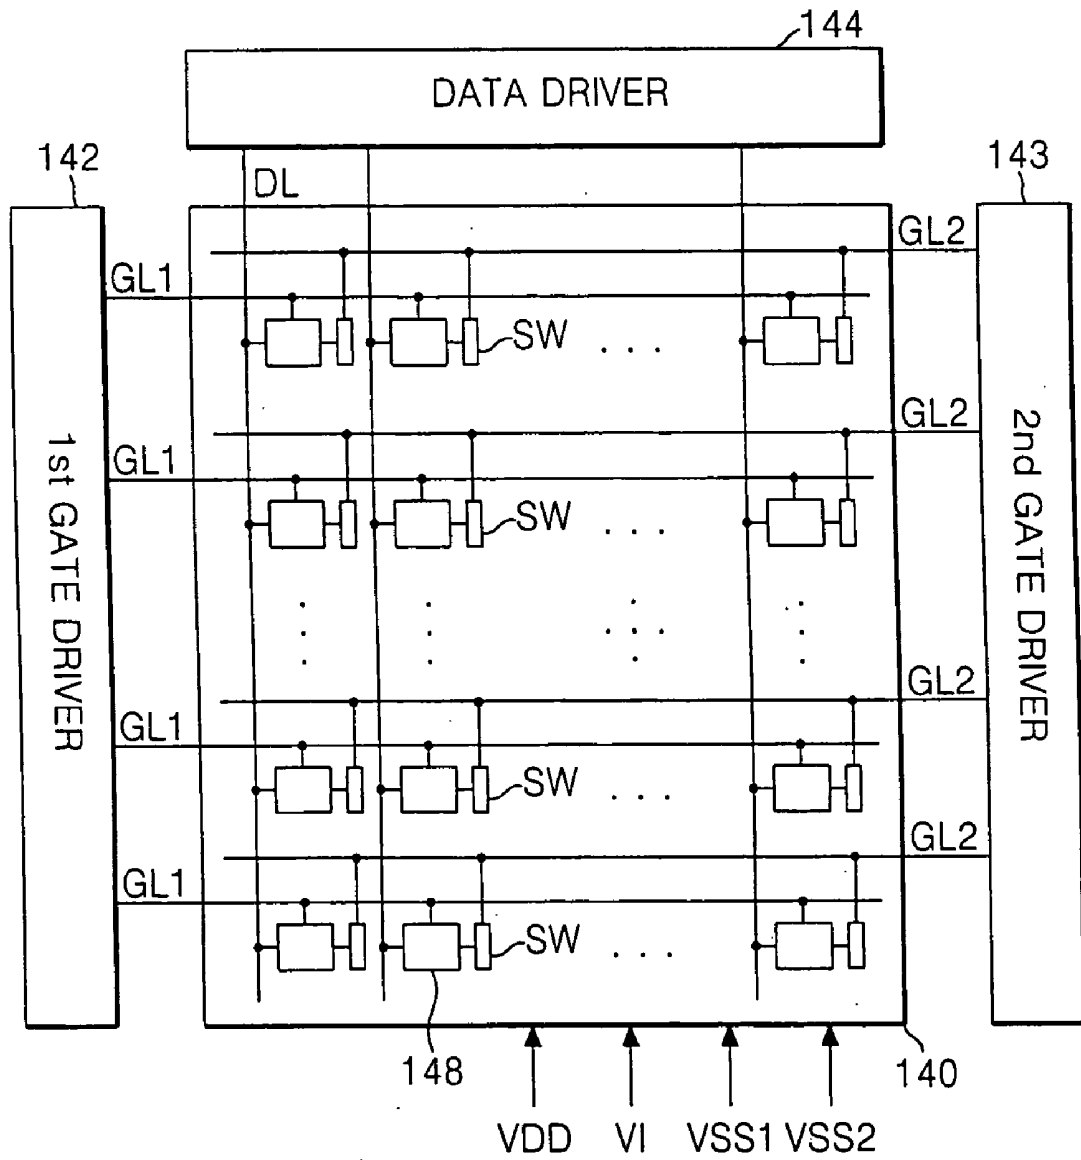 144
DATA DRIVER
142
143
DL
GL2
GL1
SW
. . .
GL2
GL1
SW
. . .
1st GATE DRIVER
2nd GATE DRIVER
GL2
GL1
SW
. . .
GL2
GL1
SW
. . .
148
140
VDD VI VSS1 VSS2